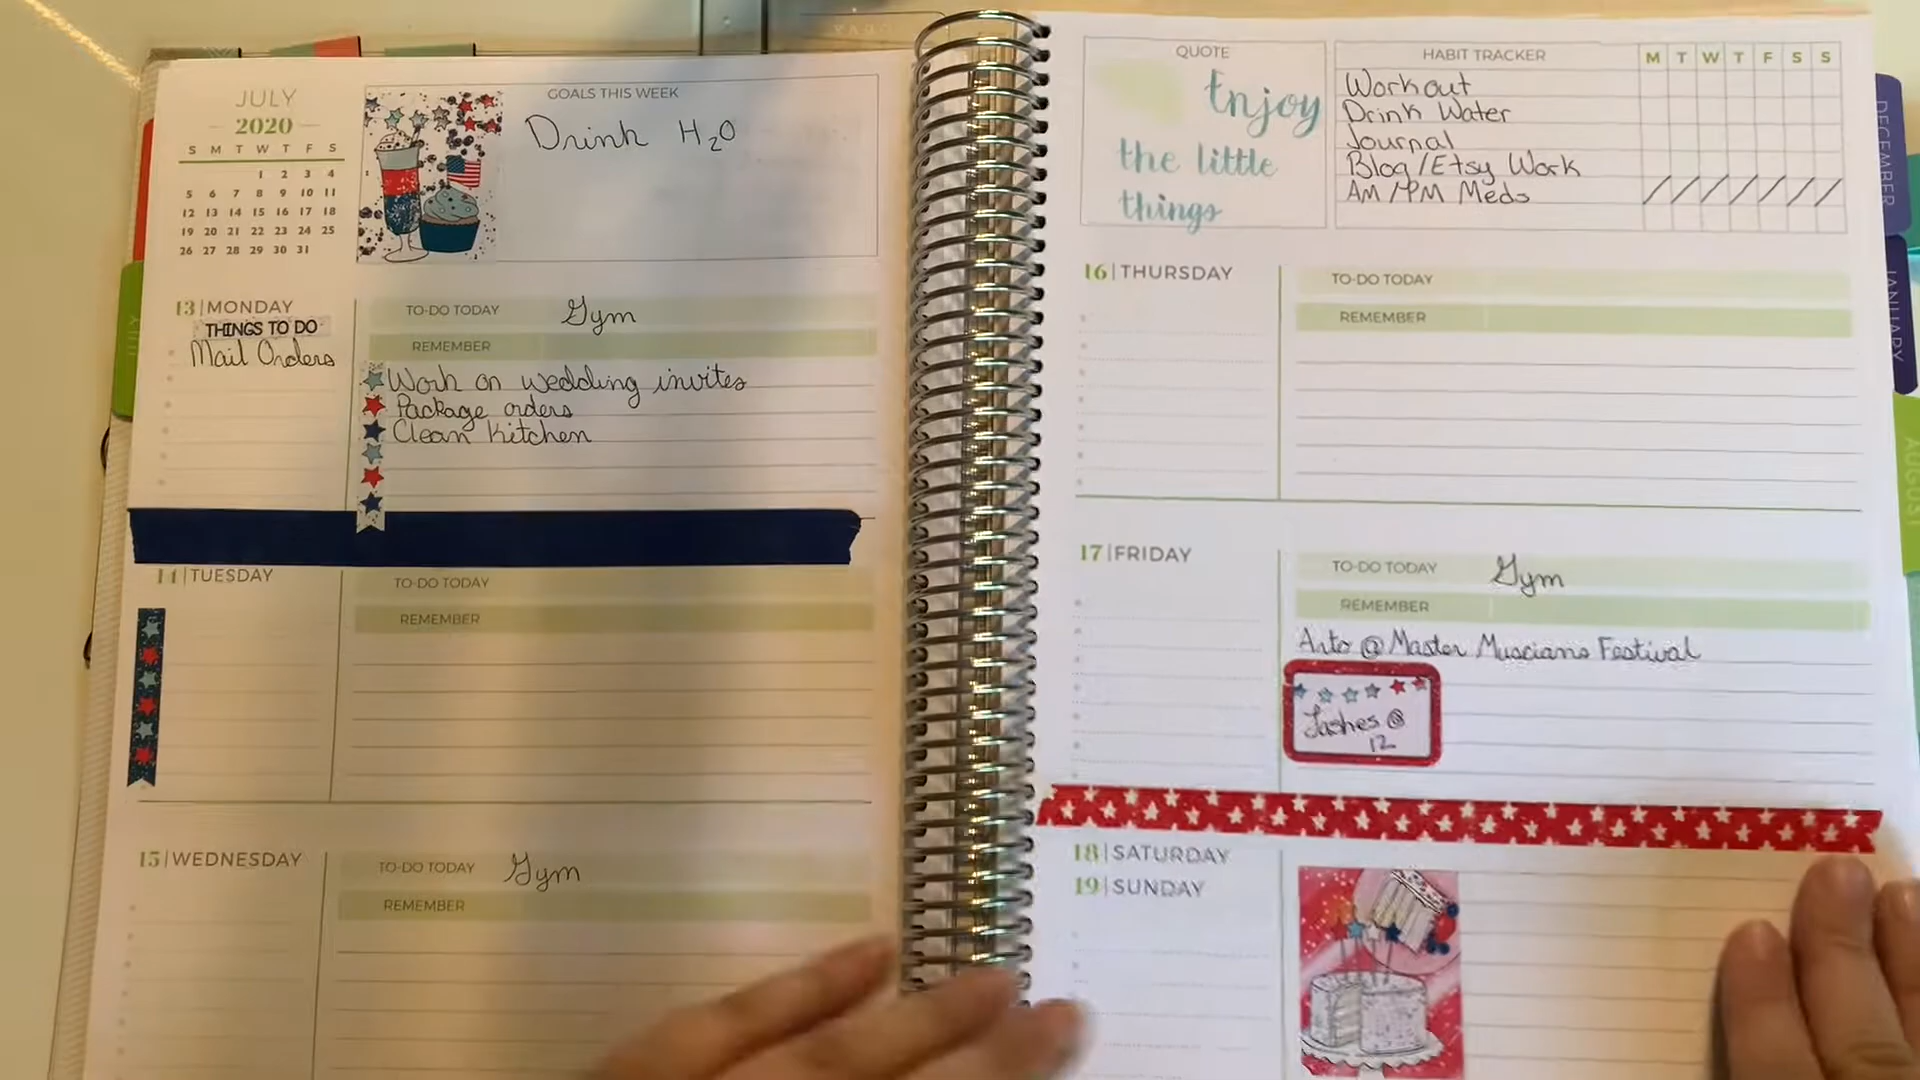 JULY
2020
S M T W T F S
1 2 3 4
5 6 7 8 9 10 11
12 13 14 15 16 17 18
19 20 21 22 23 24 25
26 27 28 29 30 31
GOALS THIS WEEK
Drink H2O
13 | MONDAY
THINGS TO DO
Mail Orders
TO-DO TODAY Gym
REMEMBER
Work on wedding invites
Package orders
Clean Kitchen
14 | TUESDAY
TO-DO TODAY
REMEMBER
15 | WEDNESDAY
TO-DO TODAY Gym
REMEMBER
QUOTE
Enjoy
the little
things
HABIT TRACKER M T W T F S S
Workout
Drink Water
Journal
Blog/Etsy Work
AM/PM Meds
16 | THURSDAY
TO-DO TODAY
REMEMBER
17 | FRIDAY
TO-DO TODAY Gym
REMEMBER
@ Master Muscians Festival
Lashes @
12
18 | SATURDAY
19 | SUNDAY
DECEMBER
JANUARY
AUGUST